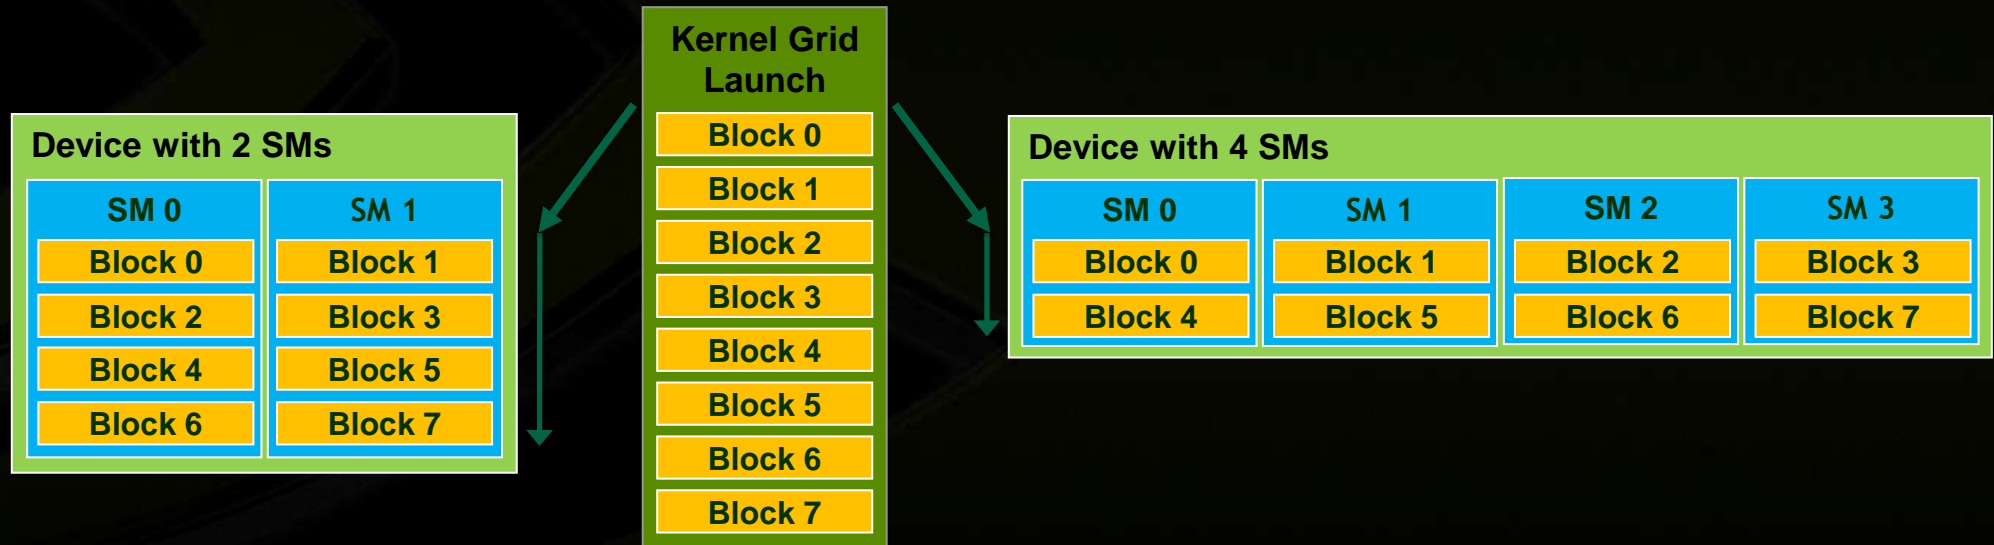 Kernel Grid
Launch
Block 0
Block 1
Block 2
Block 3
Block 4
Block 5
Block 6
Block 7
Device with 2 SMs
SM 0
SM 1
Block 0
Block 1
Block 2
Block 3
Block 4
Block 5
Block 6
Block 7
Device with 4 SMs
SM 0
SM 1
SM 2
SM 3
Block 0
Block 1
Block 2
Block 3
Block 4
Block 5
Block 6
Block 7